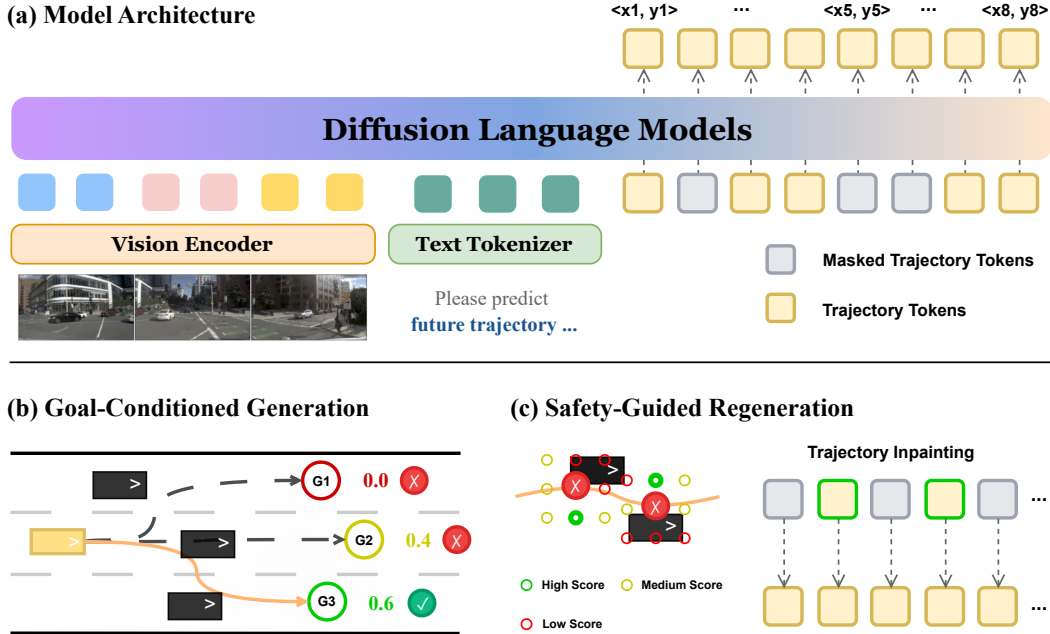 (a) Model Architecture
<x1, y1> ... <x5, y5> ... <x8, y8>
Diffusion Language Models
Vision Encoder
Text Tokenizer
Please predict
future trajectory ...
Masked Trajectory Tokens
Trajectory Tokens
(b) Goal-Conditioned Generation
G1 0.0 X
G2 0.4 X
G3 0.6 ✓
(c) Safety-Guided Regeneration
X
X
High Score
Medium Score
Low Score
Trajectory Inpainting
...
...